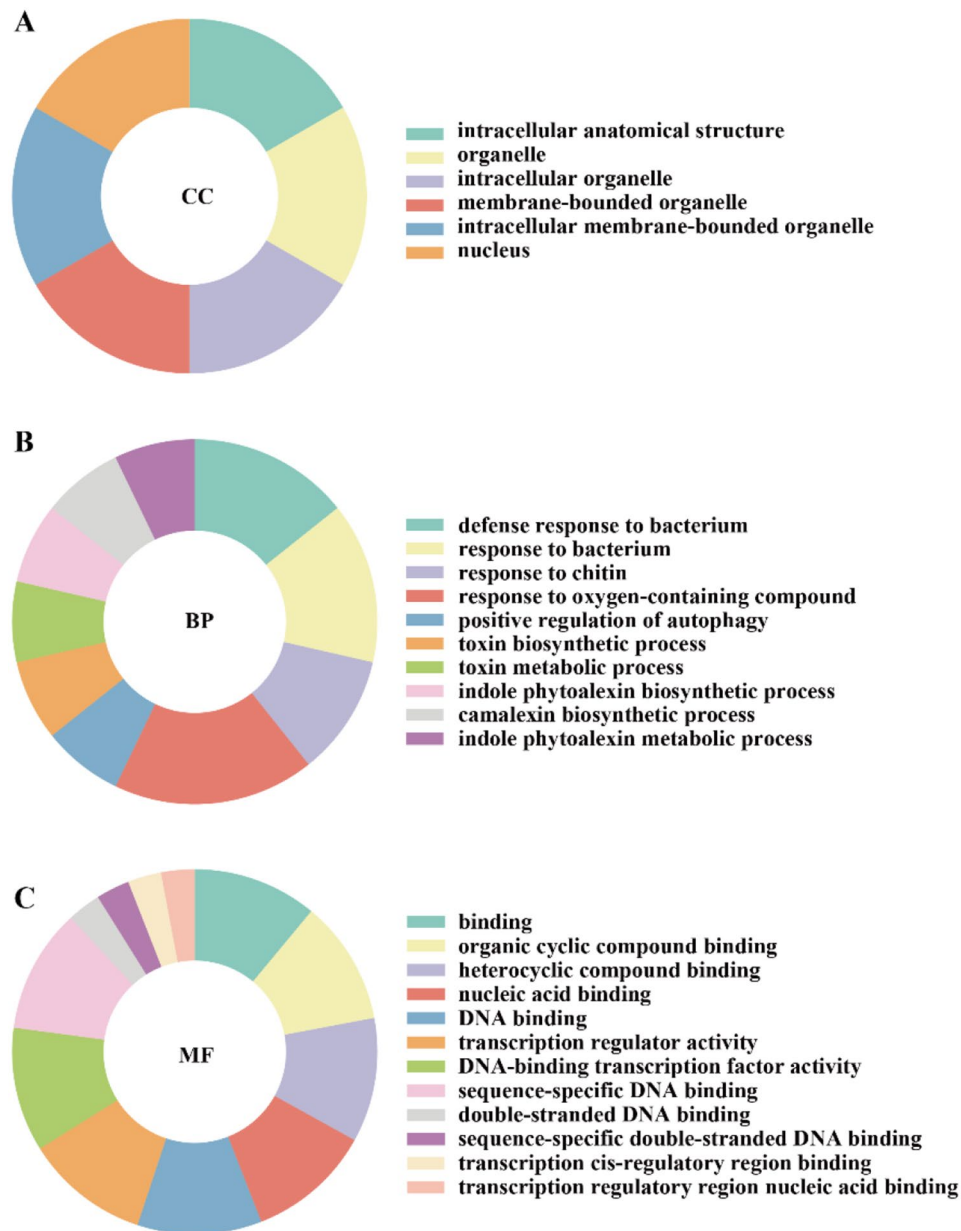 A
CC
intracellular anatomical structure
organelle
intracellular organelle
membrane-bounded organelle
intracellular membrane-bounded organelle
nucleus
B
BP
defense response to bacterium
response to bacterium
response to chitin
response to oxygen-containing compound
positive regulation of autophagy
toxin biosynthetic process
toxin metabolic process
indole phytoalexin biosynthetic process
camalexin biosynthetic process
indole phytoalexin metabolic process
C
MF
binding
organic cyclic compound binding
heterocyclic compound binding
nucleic acid binding
DNA binding
transcription regulator activity
DNA-binding transcription factor activity
sequence-specific DNA binding
double-stranded DNA binding
sequence-specific double-stranded DNA binding
transcription cis-regulatory region binding
transcription regulatory region nucleic acid binding